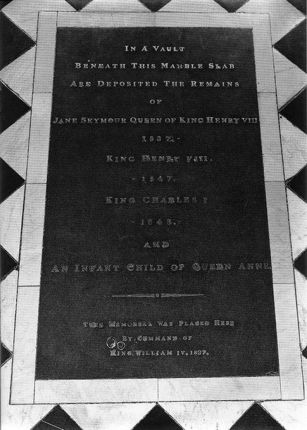 IN A VAULT
BENEATH THIS MARBLE SLAB
ARE DEPOSITED THE REMAINS
OF
JANE SEYMOUR QUEEN OF KING HENRY VIII
1537.
KING HENRY VIII.
1547.
KING CHARLES I
1648.
AND
AN INFANT CHILD OF QUEEN ANNE
THIS MEMORIAL WAS PLACED HERE
BY COMMAND OF
KING WILLIAM IV. 1837.